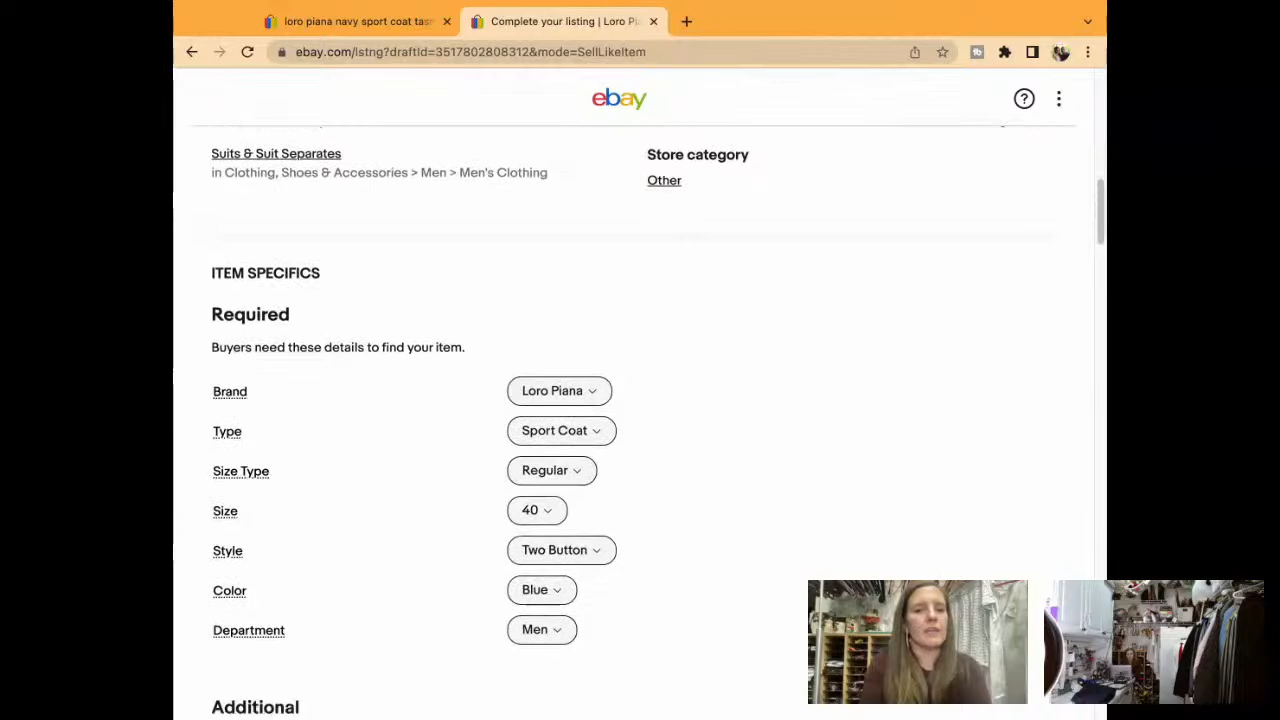 loro piana navy sport coat tasm
Complete your listing | Loro Pi
ebay.com/lstng?draftId=3517802808312&mode=SellLikeItem
ebay
Suits & Suit Separates
in Clothing, Shoes & Accessories > Men > Men's Clothing
Store category
Other
ITEM SPECIFICS
Required
Buyers need these details to find your item.
Brand Loro Piana
Type Sport Coat
Size Type Regular
Size 40
Style Two Button
Color Blue
Department Men
Additional